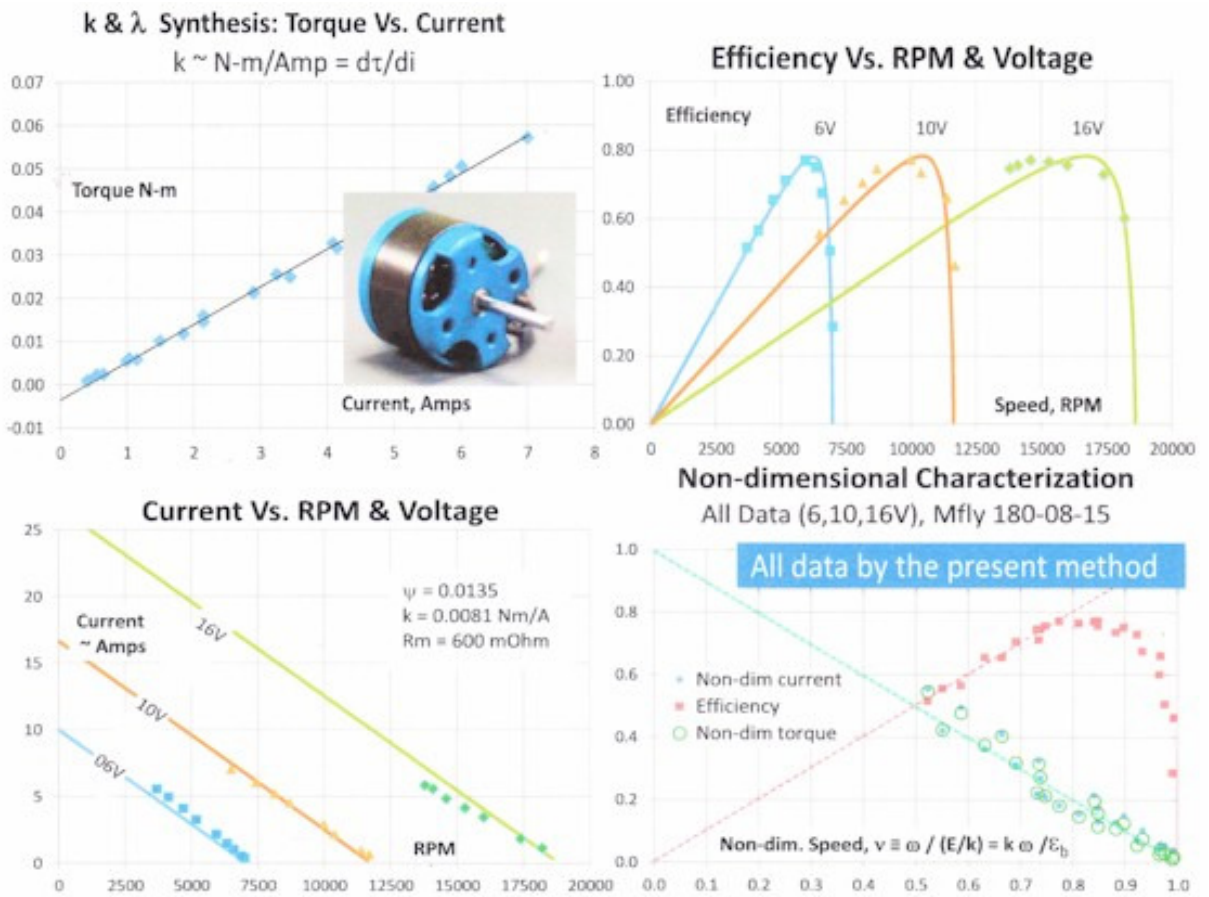 k & λ Synthesis: Torque Vs. Current
k ~ N-m/Amp = dτ/di
0.07
0.06
0.05
0.04
0.03
0.02
0.01
0.00
-0.01
Torque N-m
Current, Amps
0 1 2 3 4 5 6 7 8
Efficiency Vs. RPM & Voltage
1.00
0.80
0.60
0.40
0.20
0.00
Efficiency
6V 10V 16V
Speed, RPM
0 2500 5000 7500 10000 12500 15000 17500 20000
Current Vs. RPM & Voltage
25
20
15
10
5
0
Current
~ Amps
16V
10V
06V
ψ = 0.0135
k = 0.0081 Nm/A
Rm = 600 mOhm
RPM
0 2500 5000 7500 10000 12500 15000 17500 20000
Non-dimensional Characterization
All Data (6,10,16V), Mfly 180-08-15
All data by the present method
1.0
0.8
0.6
0.4
0.2
0.0
Non-dim current
Efficiency
Non-dim torque
Non-dim. Speed, ν ≡ ω / (E/k) = k ω /ε_b
0.0 0.1 0.2 0.3 0.4 0.5 0.6 0.7 0.8 0.9 1.0